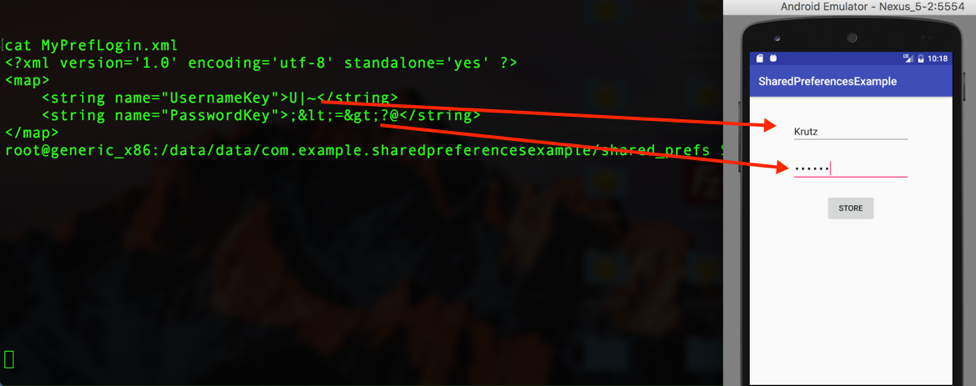 Android Emulator - Nexus_5-2:5554
cat MyPrefLogin.xml
<?xml version='1.0' encoding='utf-8' standalone='yes' ?>
<map>
<string name="UsernameKey">U|~</string>
<string name="PasswordKey">;&lt;=&gt;?@</string>
</map>
root@generic_x86:/data/data/com.example.sharedpreferencesexample/shared_prefs
10:18
SharedPreferencesExample
Krutz
••••••
STORE